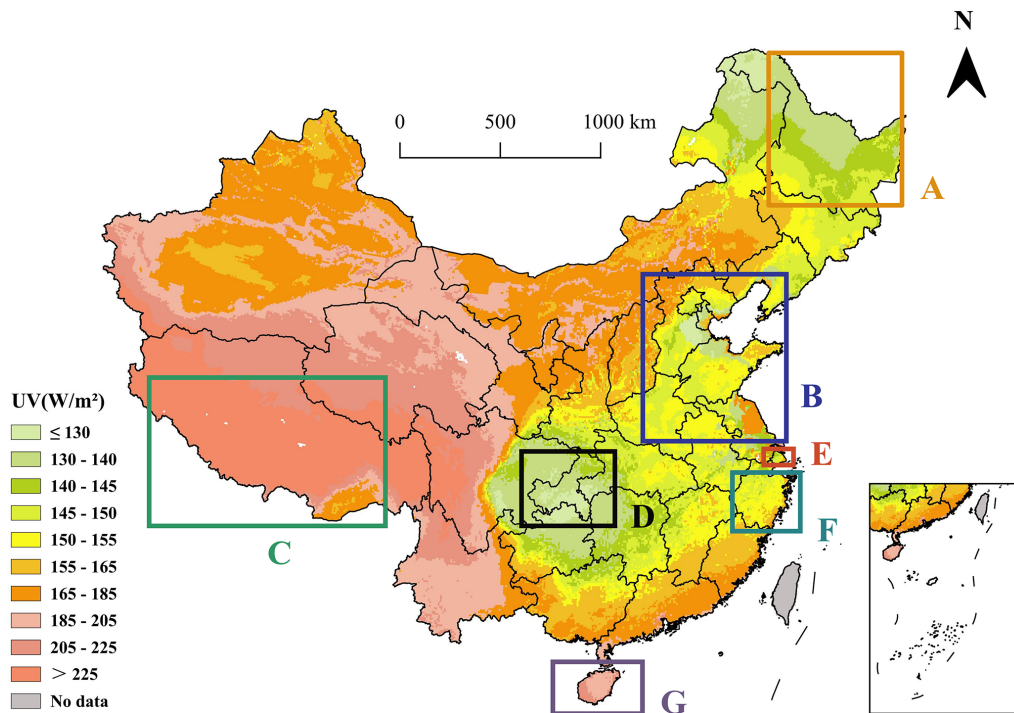 N
0 500 1000 km
A
B
UV(W/m²)
≤ 130
130 - 140
140 - 145
145 - 150
150 - 155
155 - 165
165 - 185
185 - 205
205 - 225
> 225
No data
C
D
E
F
G